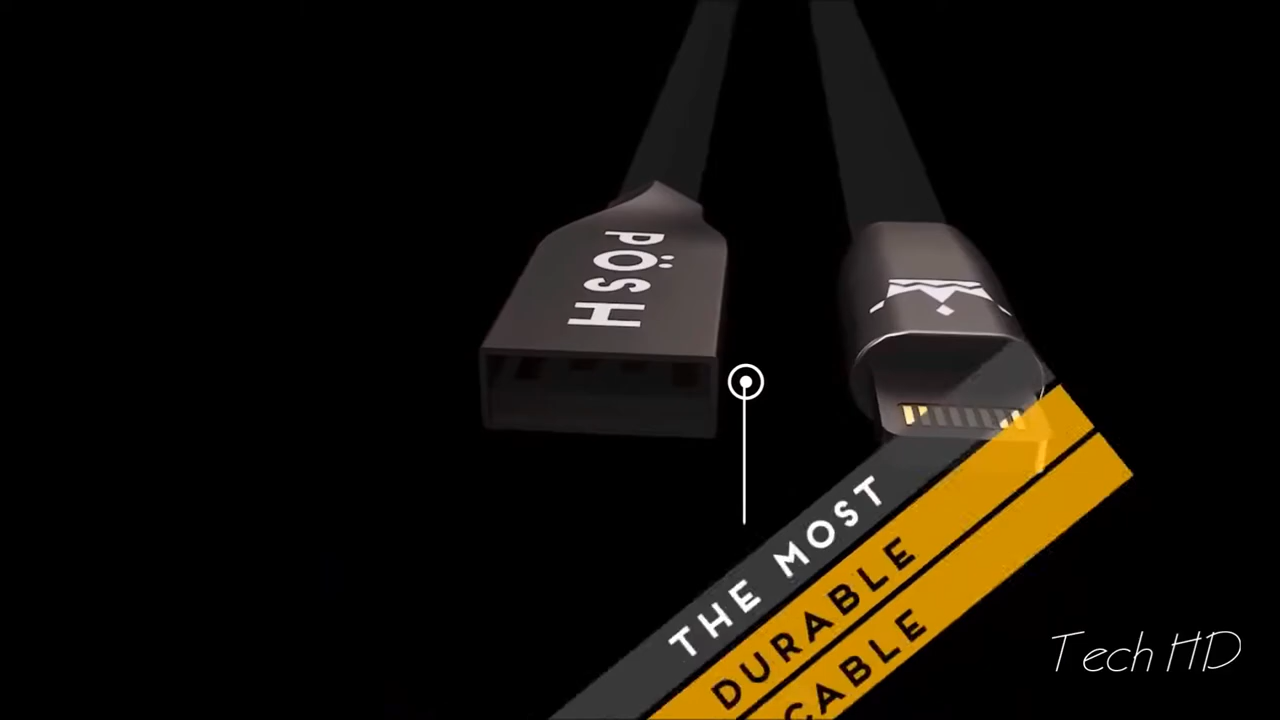 PÖSH
THE MOST
DURABLE
CABLE
Tech HD